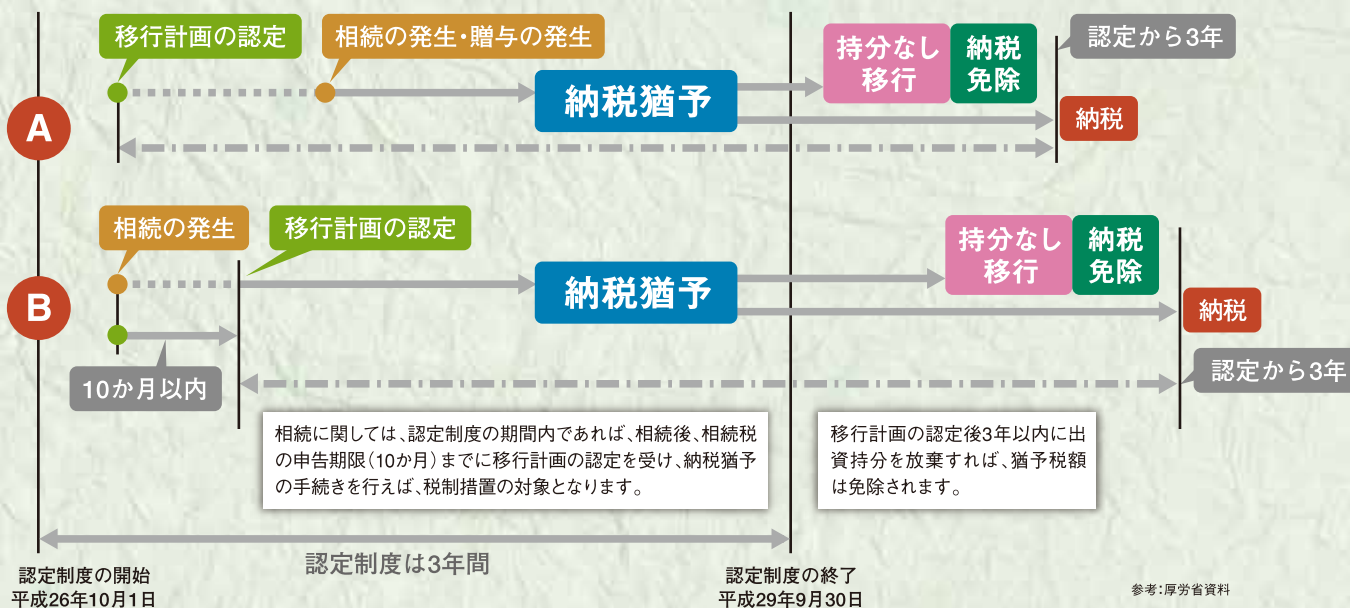 移行計画の認定
相続の発生・贈与の発生
持分なし
移行
納税
免除
認定から3年
A
納税猶予
納税
相続の発生
移行計画の認定
持分なし
移行
納税
免除
B
納税猶予
納税
10か月以内
認定から3年
相続に関しては、認定制度の期間内であれば、相続後、相続税
の申告期限（10か月）までに移行計画の認定を受け、納税猶予
の手続きを行えば、税制措置の対象となります。
移行計画の認定後3年以内に出
資持分を放棄すれば、猶予税額
は免除されます。
認定制度は3年間
認定制度の開始
平成26年10月1日
認定制度の終了
平成29年9月30日
参考：厚労省資料